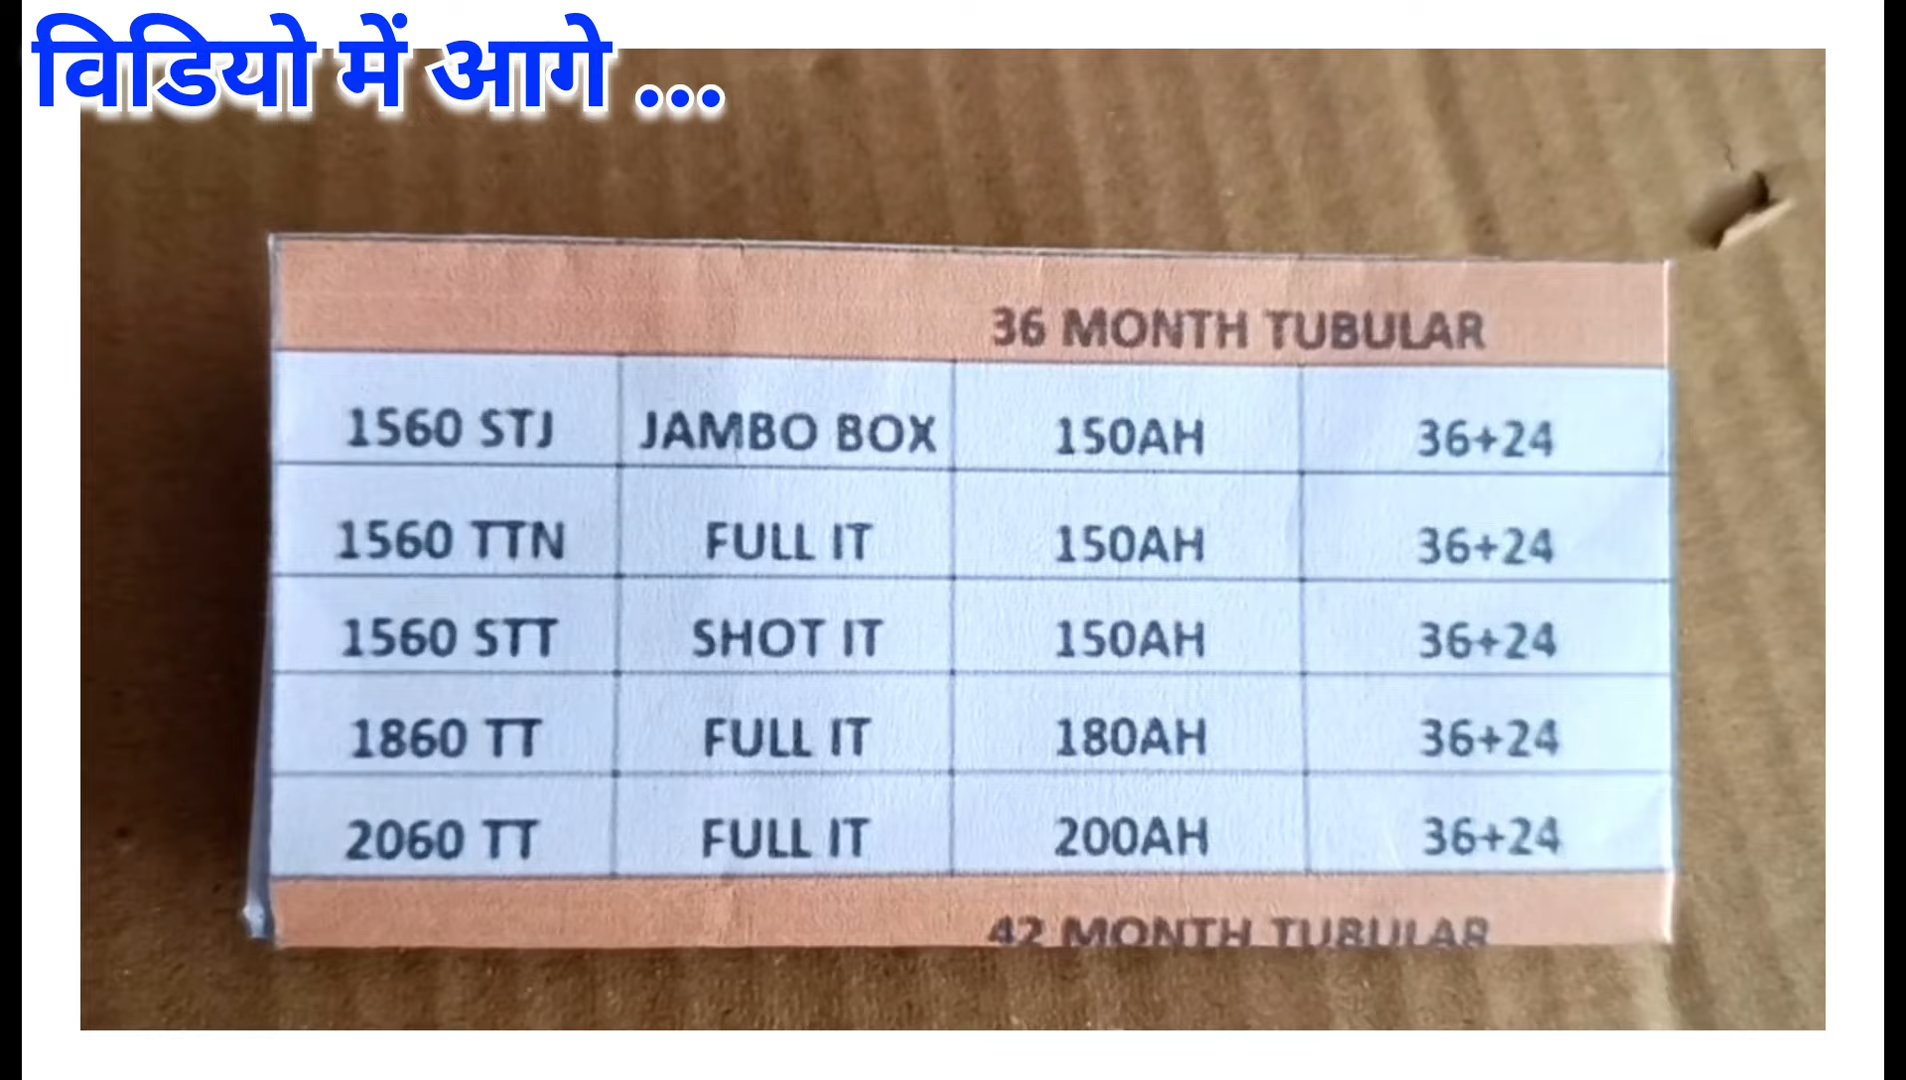 विडियो में आगे ...
36 MONTH TUBULAR
1560 STJ JAMBO BOX 150AH 36+24
1560 TTN FULL IT 150AH 36+24
1560 STT SHOT IT 150AH 36+24
1860 TT FULL IT 180AH 36+24
2060 TT FULL IT 200AH 36+24
42 MONTH TUBULAR